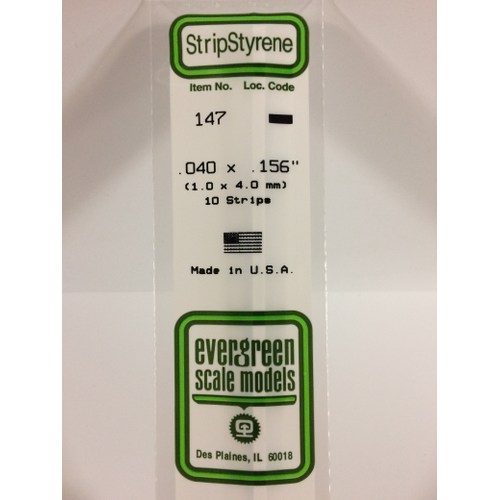 StripStyrene
Item No. Loc. Code
147
.040 x .156"
(1.0 x 4.0 mm)
10 Strips
Made in U.S.A.
evergreen
scale models
Des Plaines, IL 60018